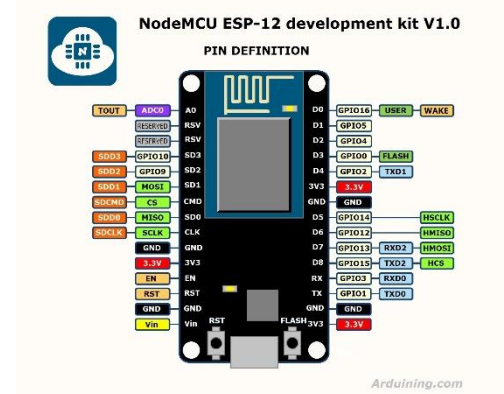 NodeMCU ESP-12 development kit V1.0
PIN DEFINITION
TOUT ADC0 A0 D0 GPIO16 USER WAKE
RESERVED RSV D1 GPIO5
RESERVED RSV D2 GPIO4
SDD3 GPIO10 SD3 D3 GPIO0 FLASH
SDD2 GPIO9 SD2 D4 GPIO2 TXD1
SDD1 MOSI SD1 3V3 3.3V
SDCMD CS CMD GND GND
SDD0 MISO SD0 D5 GPIO14 HSCLK
SDCLK SCLK CLK D6 GPIO12 HMISO
GND GND D7 GPIO13 RXD2 HMOSI
3.3V 3V3 D8 GPIO15 TXD2 HCS
EN EN RX GPIO3 RXD0
RST RST TX GPIO1 TXD0
GND GND GND GND
Vin Vin RST FLASH 3V3 3.3V
Arduining.com